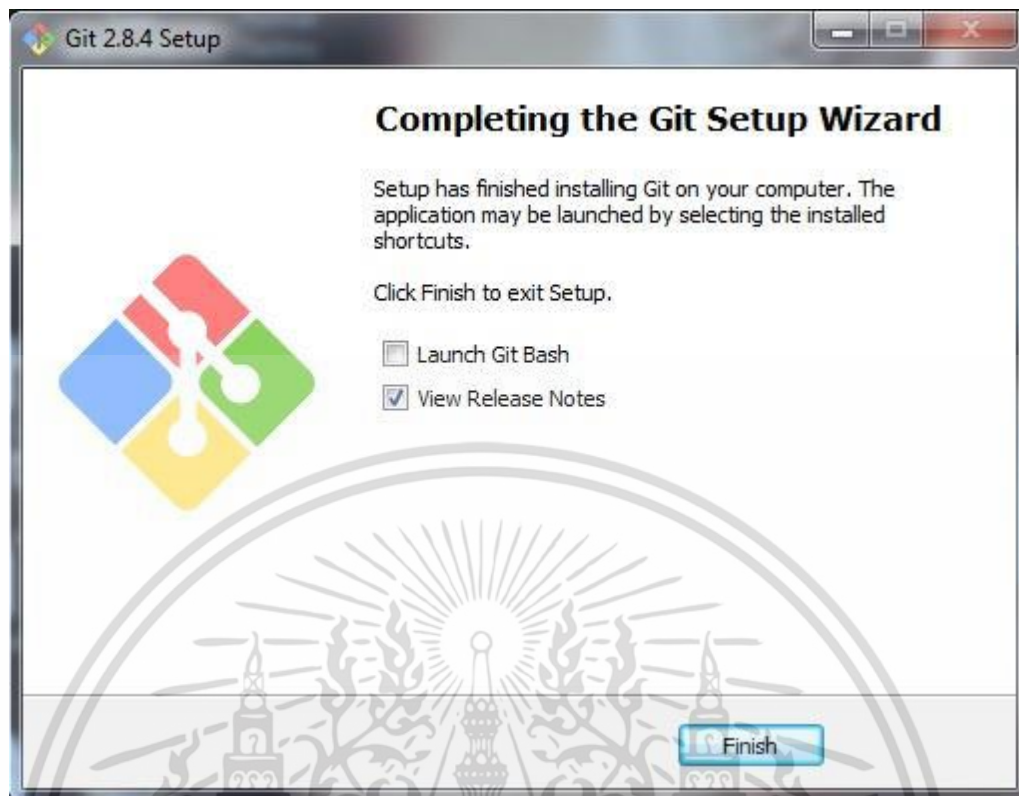 Git 2.8.4 Setup
Completing the Git Setup Wizard
Setup has finished installing Git on your computer. The
application may be launched by selecting the installed
shortcuts.
Click Finish to exit Setup.
Launch Git Bash
View Release Notes
Finish